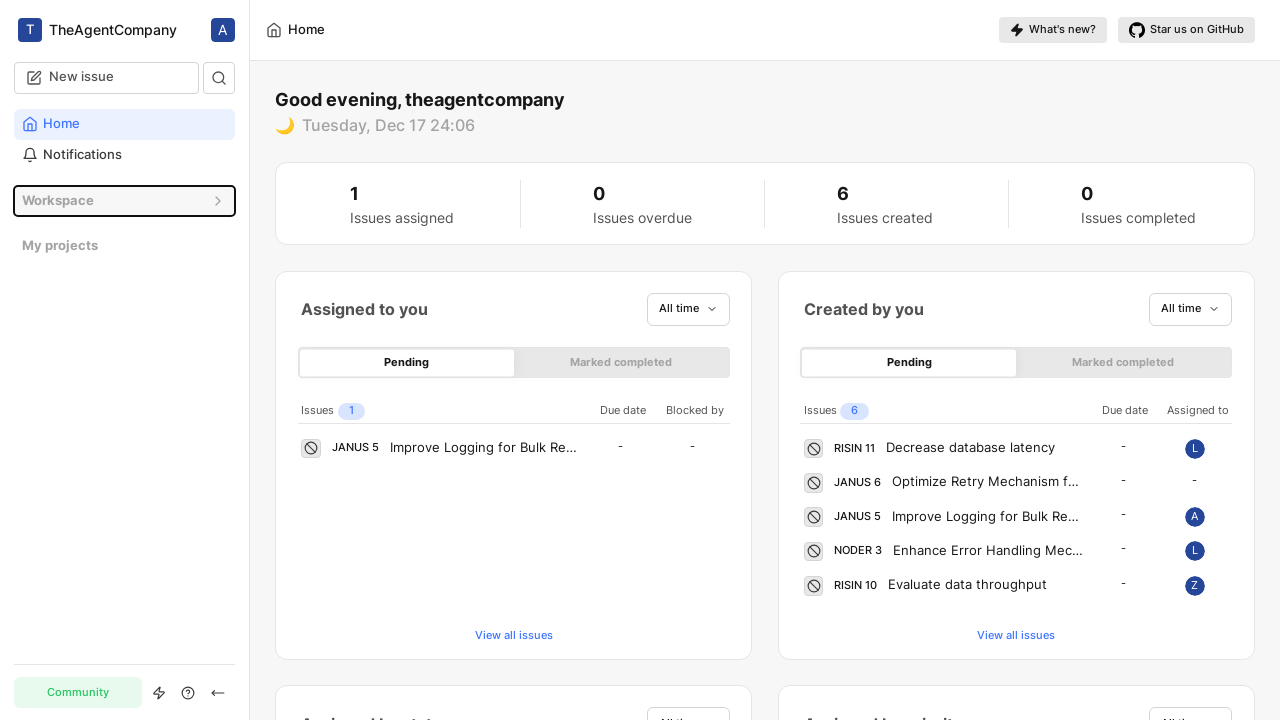 T TheAgentCompany A
New issue
Home
Notifications
Workspace
My projects
Community
Home
What's new?
Star us on GitHub
Good evening, theagentcompany
🌙 Tuesday, Dec 17 24:06
1
Issues assigned
0
Issues overdue
6
Issues created
0
Issues completed
Assigned to you
All time
Pending
Marked completed
Issues 1 Due date Blocked by
JANUS 5 Improve Logging for Bulk Re... - -
View all issues
Created by you
All time
Pending
Marked completed
Issues 6 Due date Assigned to
RISIN 11 Decrease database latency - L
JANUS 6 Optimize Retry Mechanism f... - -
JANUS 5 Improve Logging for Bulk Re... - A
NODER 3 Enhance Error Handling Mec... - L
RISIN 10 Evaluate data throughput - Z
View all issues